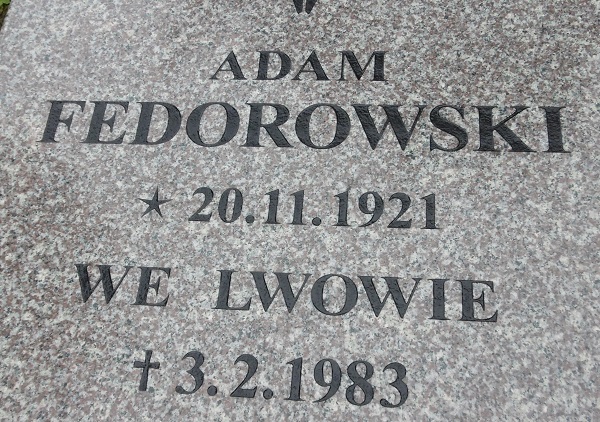 ADAM
FEDOROWSKI
★ 20.11.1921
WE LWOWIE
✝ 3.2.1983